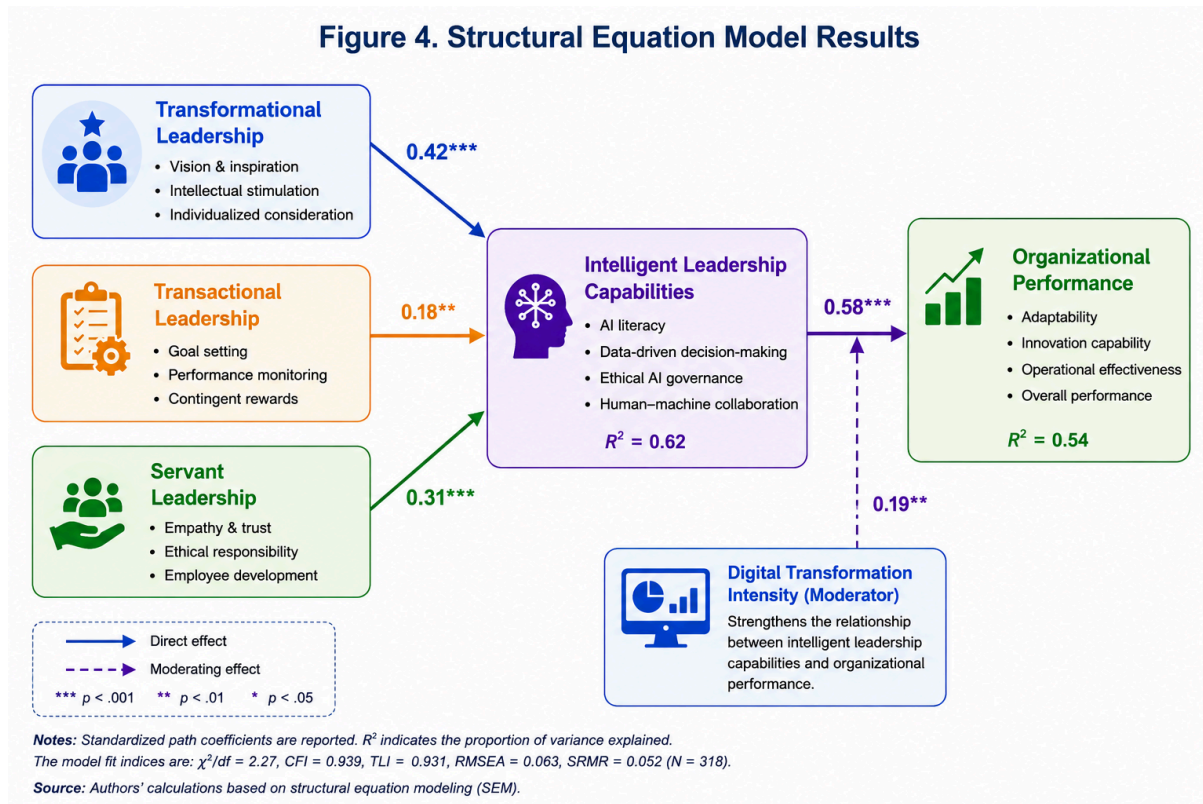 Figure 4. Structural Equation Model Results
Transformational
Leadership
• Vision & inspiration
• Intellectual stimulation
• Individualized consideration
0.42***
Transactional
Leadership
• Goal setting
• Performance monitoring
• Contingent rewards
0.18**
Servant
Leadership
• Empathy & trust
• Ethical responsibility
• Employee development
0.31***
Intelligent Leadership
Capabilities
• AI literacy
• Data-driven decision-making
• Ethical AI governance
• Human–machine collaboration
R² = 0.62
0.58***
Organizational
Performance
• Adaptability
• Innovation capability
• Operational effectiveness
• Overall performance
R² = 0.54
0.19**
Digital Transformation
Intensity (Moderator)
Strengthens the relationship
between intelligent leadership
capabilities and organizational
performance.
Direct effect
Moderating effect
*** p < .001 ** p < .01 * p < .05
Notes: Standardized path coefficients are reported. R² indicates the proportion of variance explained.
The model fit indices are: χ²/df = 2.27, CFI = 0.939, TLI = 0.931, RMSEA = 0.063, SRMR = 0.052 (N = 318).
Source: Authors' calculations based on structural equation modeling (SEM).